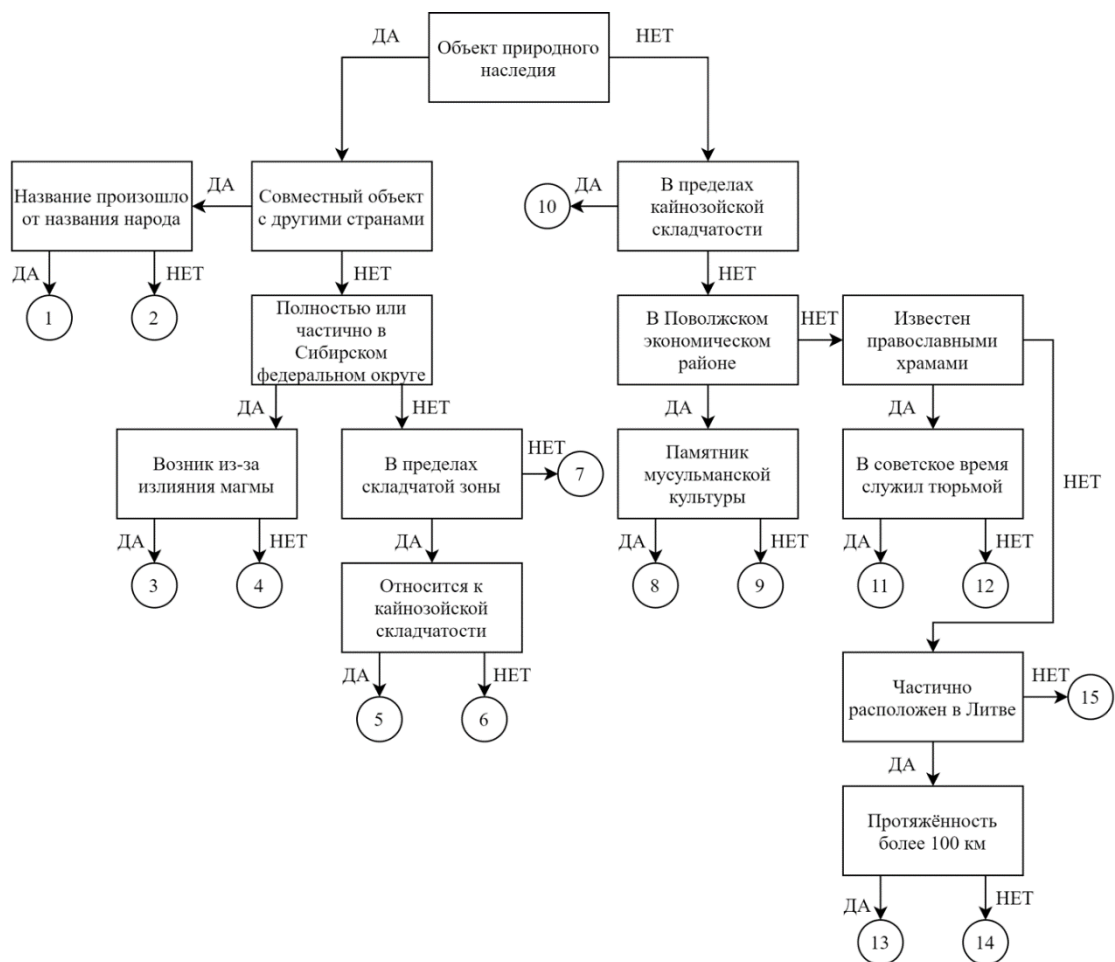 ДА
Объект природного
наследия
НЕТ
Название произошло
от названия народа
ДА
Совместный объект
с другими странами
10
ДА
В пределах
кайнозойской
складчатости
ДА
НЕТ
1
2
НЕТ
НЕТ
Полностью или
частично в
Сибирском
федеральном округе
В Поволжском
экономическом
районе
НЕТ
Известен
православными
храмами
ДА
НЕТ
ДА
ДА
НЕТ
Возник из-за
излияния магмы
В пределах
складчатой зоны
НЕТ
7
Памятник
мусульманской
культуры
В советское время
служил тюрьмой
ДА
НЕТ
3
4
ДА
ДА
НЕТ
8
9
ДА
НЕТ
11
12
Относится к
кайнозойской
складчатости
ДА
НЕТ
5
6
Частично
расположен в Литве
НЕТ
15
ДА
Протяжённость
более 100 км
ДА
НЕТ
13
14